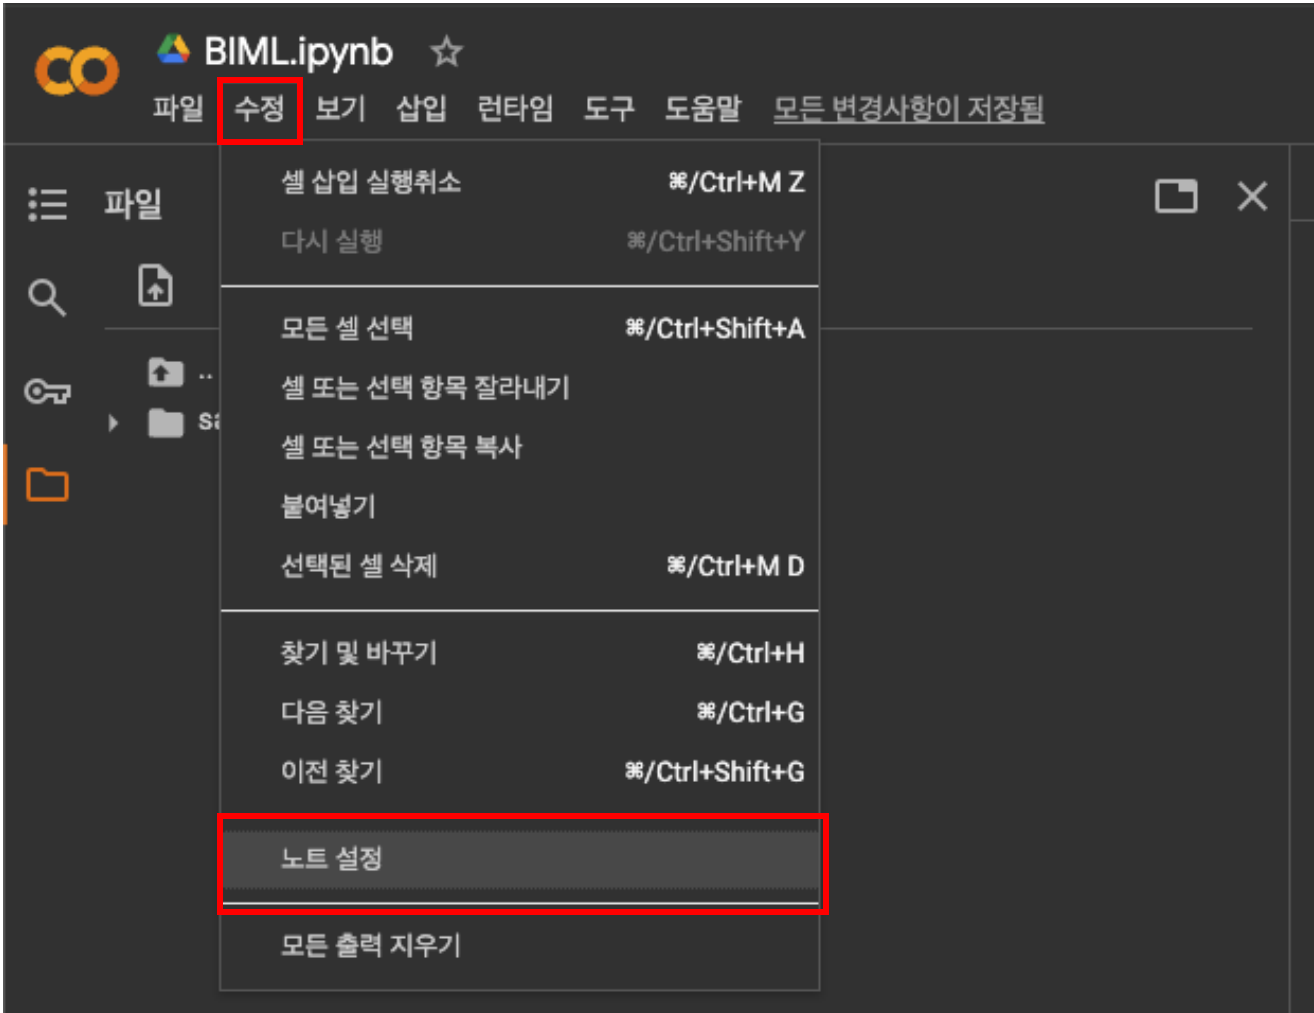 BIML.ipynb
파일 수정 보기 삽입 런타임 도구 도움말 모든 변경사항이 저장됨
파일
셀 삽입 실행취소 ⌘/Ctrl+M Z
다시 실행 ⌘/Ctrl+Shift+Y
모든 셀 선택 ⌘/Ctrl+Shift+A
셀 또는 선택 항목 잘라내기
..
셀 또는 선택 항목 복사
붙여넣기
선택된 셀 삭제 ⌘/Ctrl+M D
찾기 및 바꾸기 ⌘/Ctrl+H
다음 찾기 ⌘/Ctrl+G
이전 찾기 ⌘/Ctrl+Shift+G
노트 설정
모든 출력 지우기